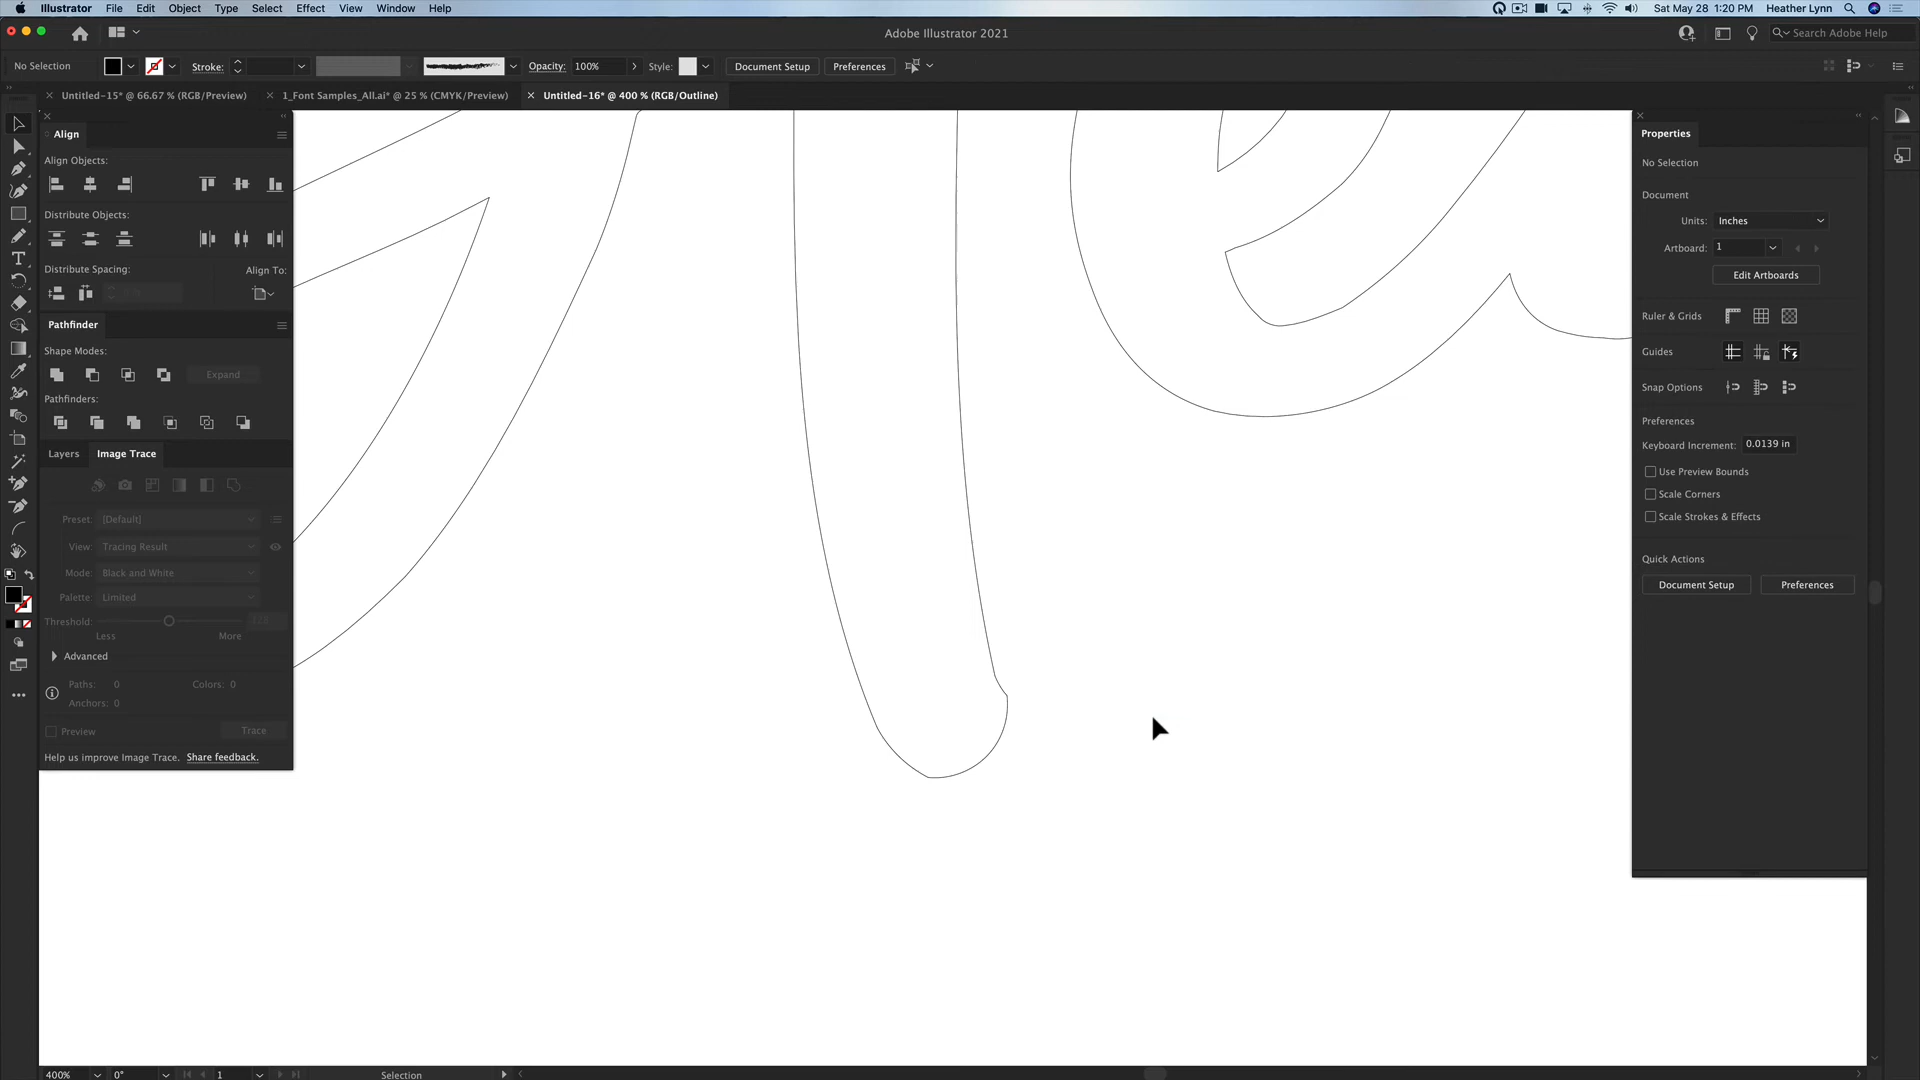 Illustrator File Edit Object Type Select Effect View Window Help Sat May 28 1:20 PM Heather Lynn
Adobe Illustrator 2021 Search Adobe Help
No Selection Stroke: Opacity: 100% Style: Document Setup Preferences
Untitled-15* @ 66.67 % (RGB/Preview) 1_Font Samples_All.ai* @ 25 % (CMYK/Preview) Untitled-16* @ 400 % (RGB/Outline)
Align
Align Objects:
Distribute Objects:
Distribute Spacing: Align To:
Pathfinder
Shape Modes:
Expand
Pathfinders:
Layers Image Trace
Preset: [Default]
View: Tracing Result
Mode: Black and White
Palette: Limited
Threshold:
Less More
Advanced
Paths: 0 Colors: 0
Anchors: 0
Preview Trace
Help us improve Image Trace. Share feedback.
Properties
No Selection
Document
Units: Inches
Artboard: 1
Edit Artboards
Ruler & Grids
Guides
Snap Options
Preferences
Keyboard Increment: 0.0139 in
Use Preview Bounds
Scale Corners
Scale Strokes & Effects
Quick Actions
Document Setup Preferences
400% 0° 1 Selection